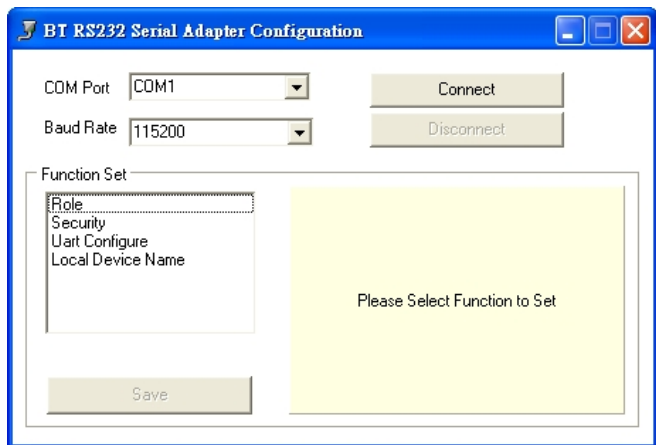 BT RS232 Serial Adapter Configuration
COM Port COM1 Connect
Baud Rate 115200 Disconnect
Function Set
Role
Security
Uart Configure
Local Device Name
Please Select Function to Set
Save